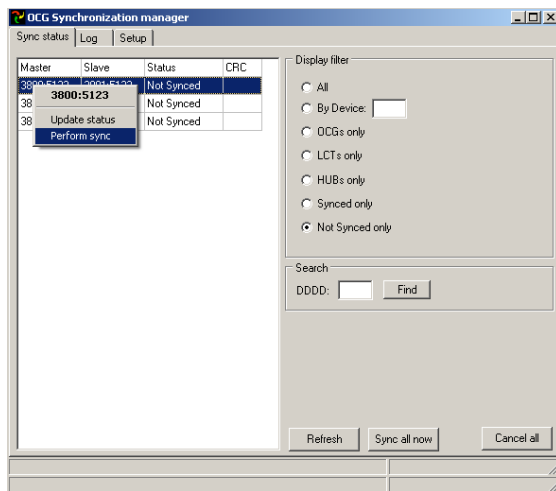 OCG Synchronization manager
Sync status Log Setup
Master Slave Status CRC
Not Synced
38 Not Synced
38 Not Synced
3800:5123
Update status
Perform sync
Display filter
All
By Device:
OCGs only
LCTs only
HUBs only
Synced only
Not Synced only
Search
DDDD: Find
Refresh Sync all now Cancel all